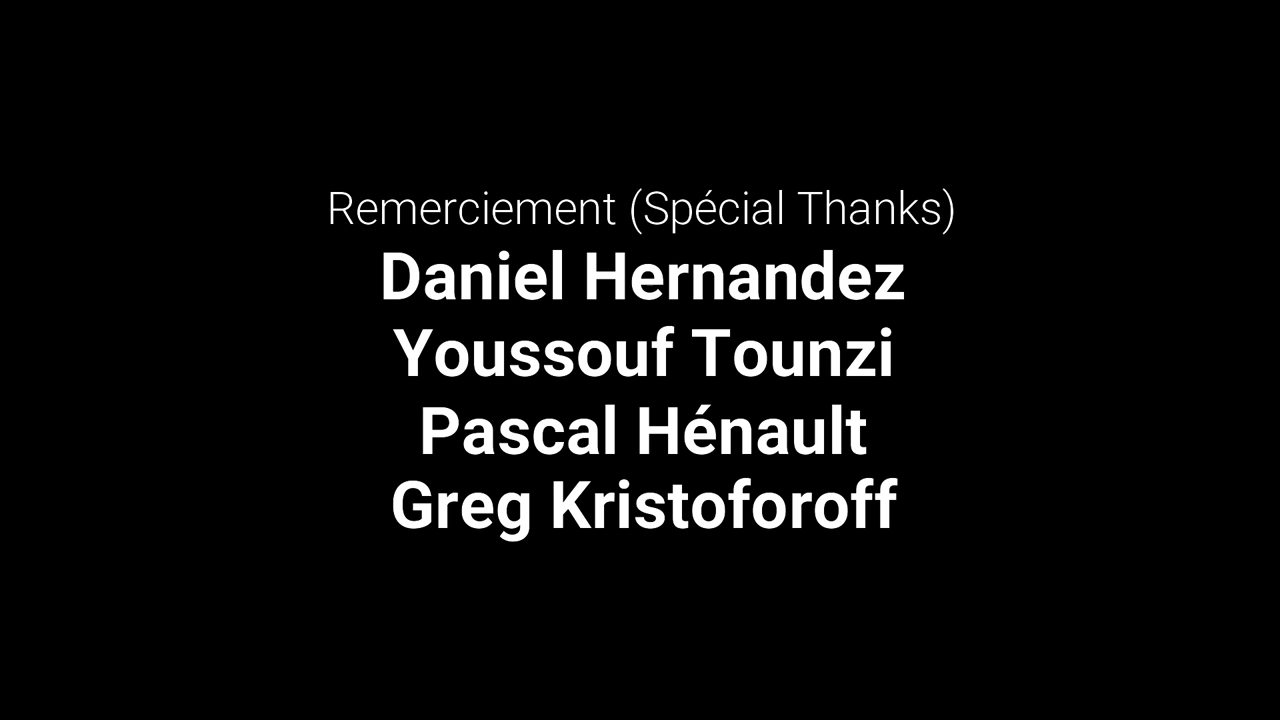 Remerciement (Spécial Thanks)
Daniel Hernandez
Youssouf Tounzi
Pascal Hénault
Greg Kristoforoff